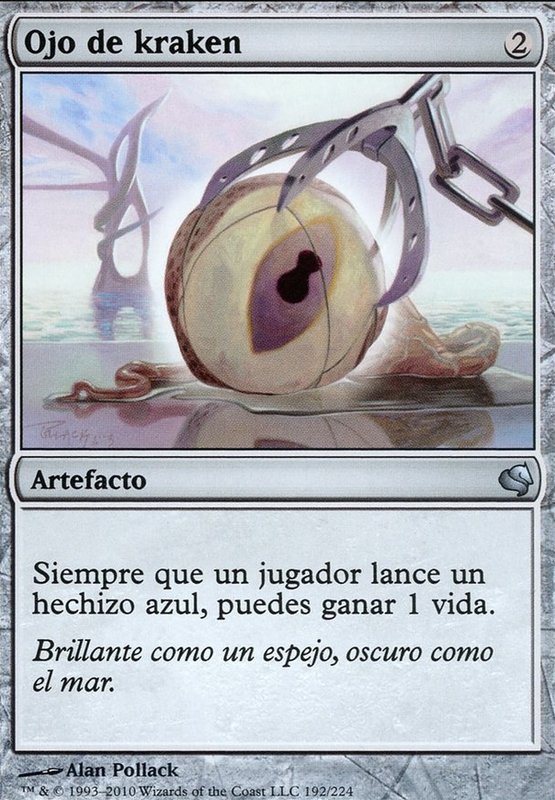 Ojo de kraken 2
Artefacto
Siempre que un jugador lance un
hechizo azul, puedes ganar 1 vida.
Brillante como un espejo, oscuro como
el mar.
Alan Pollack
™ & © 1993-2010 Wizards of the Coast LLC 192/224